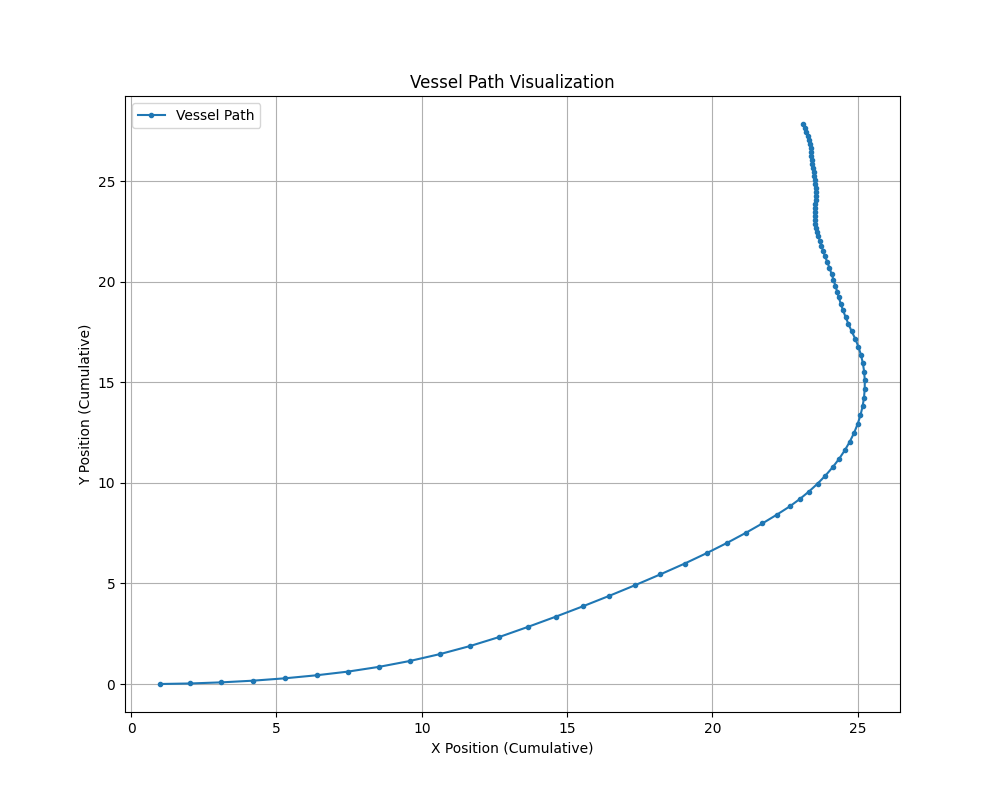 Vessel Path Visualization
Vessel Path
Y Position (Cumulative)
25
20
15
10
5
0
0 5 10 15 20 25
X Position (Cumulative)